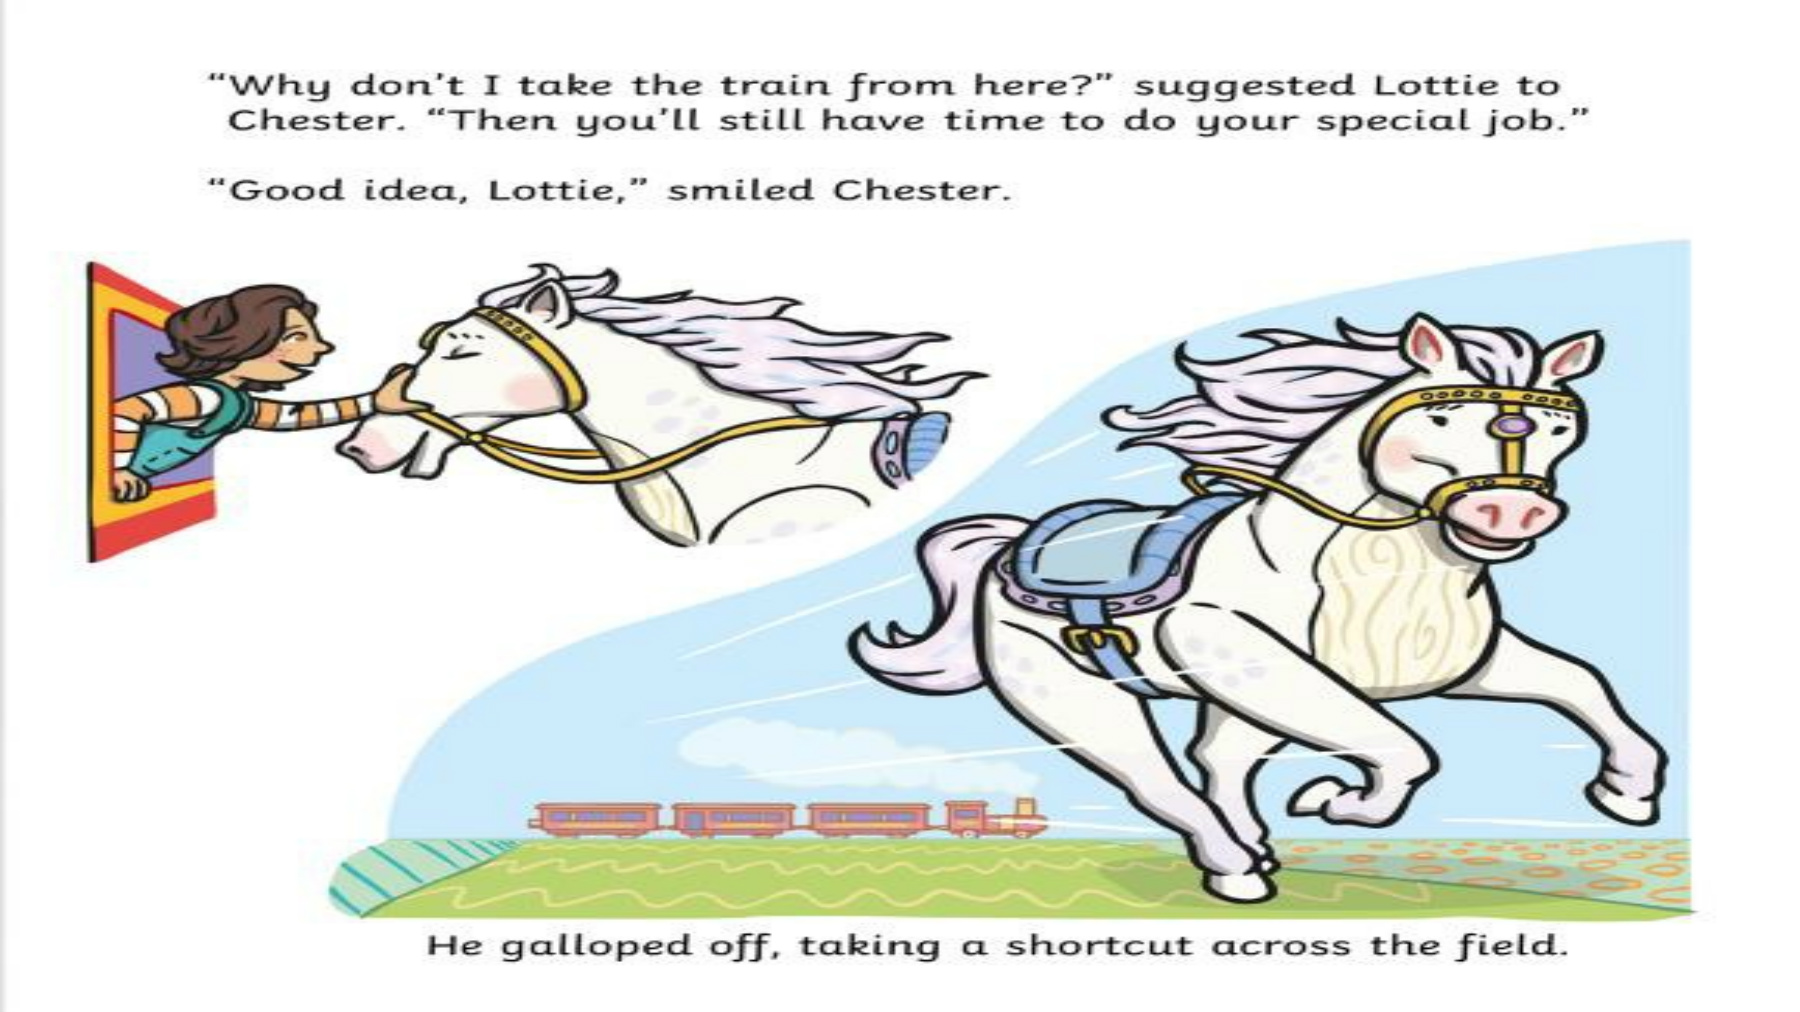 “Why don’t I take the train from here?” suggested Lottie to
Chester. “Then you’ll still have time to do your special job.”
“Good idea, Lottie,” smiled Chester.
He galloped off, taking a shortcut across the field.